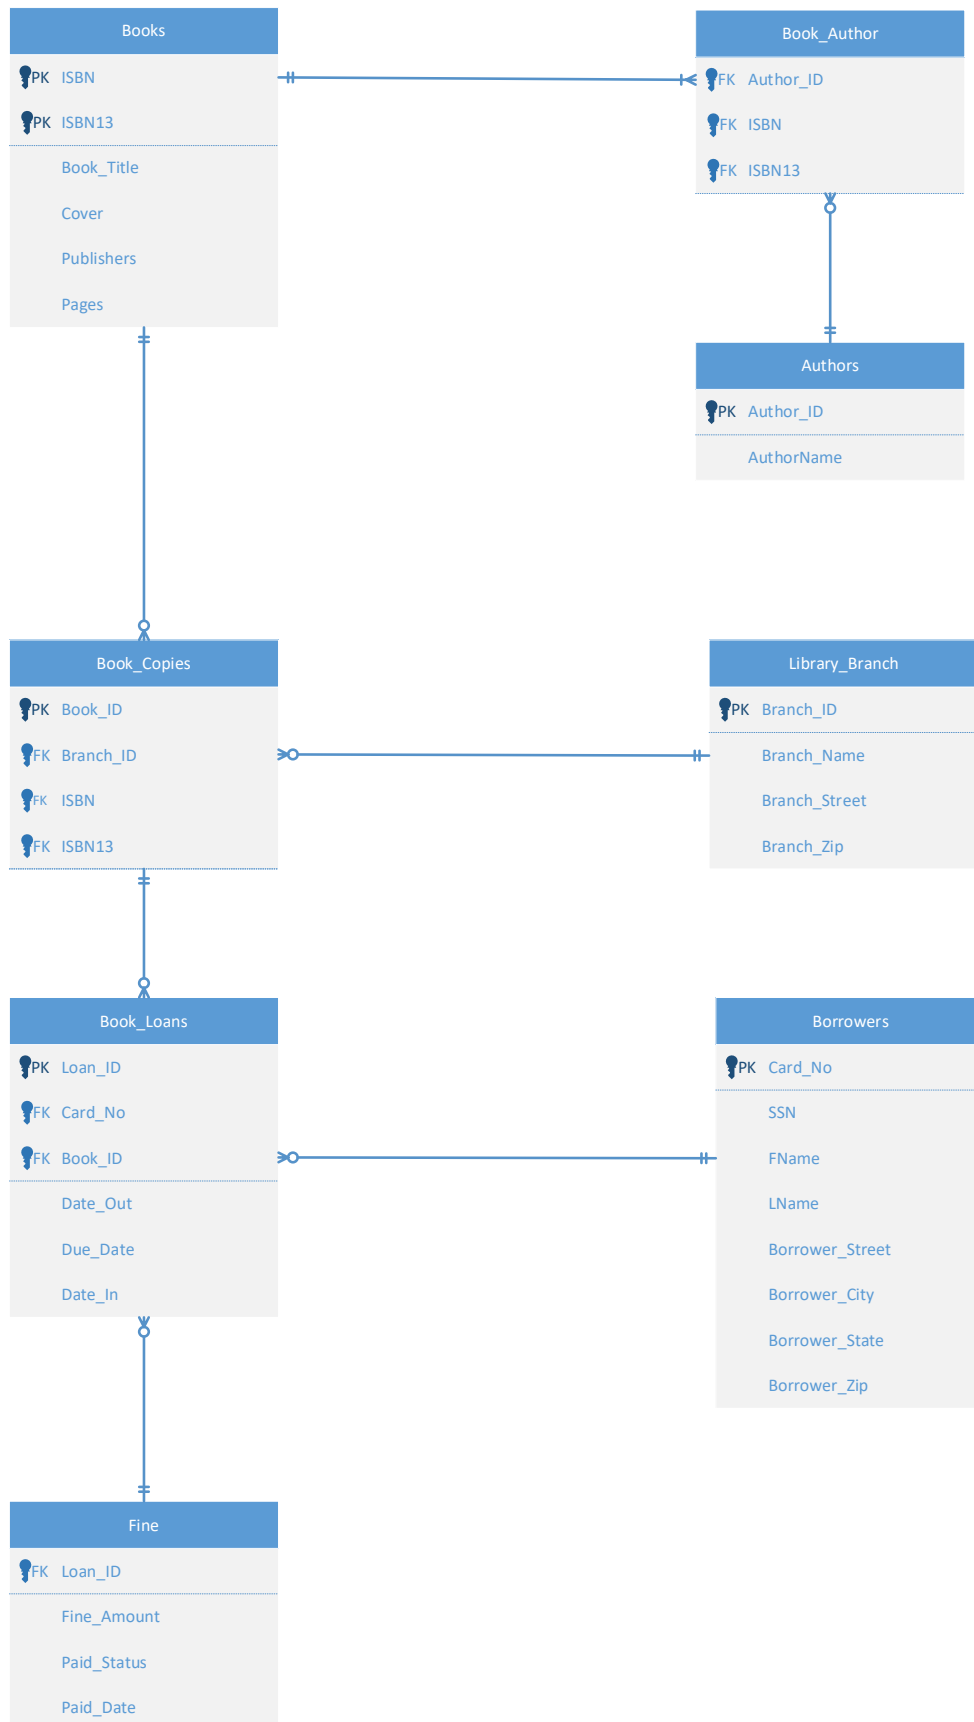 Books
PK ISBN
PK ISBN13
Book_Title
Cover
Publishers
Pages
Book_Author
FK Author_ID
FK ISBN
FK ISBN13
Authors
PK Author_ID
AuthorName
Book_Copies
PK Book_ID
FK Branch_ID
FK ISBN
FK ISBN13
Library_Branch
PK Branch_ID
Branch_Name
Branch_Street
Branch_Zip
Book_Loans
PK Loan_ID
FK Card_No
FK Book_ID
Date_Out
Due_Date
Date_In
Borrowers
PK Card_No
SSN
FName
LName
Borrower_Street
Borrower_City
Borrower_State
Borrower_Zip
Fine
FK Loan_ID
Fine_Amount
Paid_Status
Paid_Date